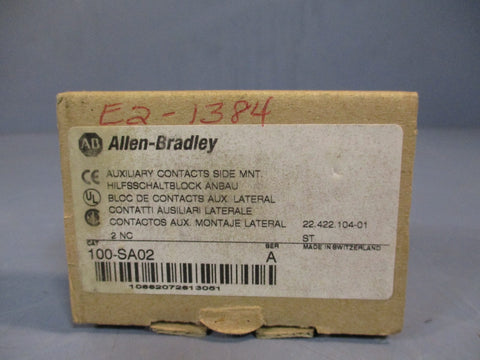 E2-1384
AB Allen-Bradley
AUXILIARY CONTACTS SIDE MNT.
HILFSSCHALTBLOCK ANBAU
BLOC DE CONTACTS AUX. LATERAL
CONTATTI AUSILIARI LATERALE
CONTACTOS AUX. MONTAJE LATERAL 22.422.104-01
2 NC ST
CAT SER MADE IN SWITZERLAND
100-SA02 A